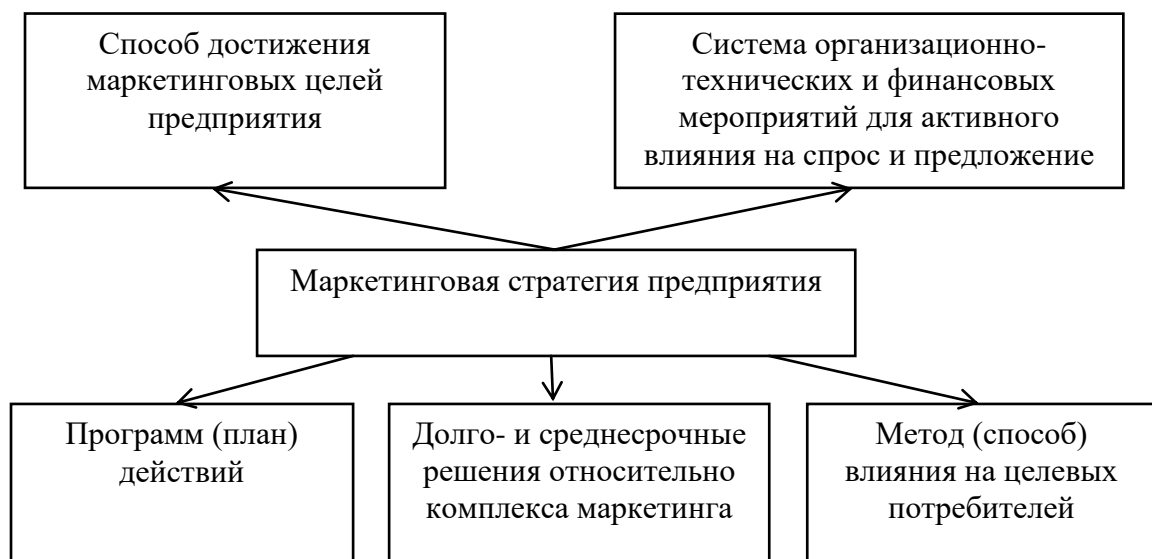 Способ достижения
маркетинговых целей
предприятия
Система организационно-
технических и финансовых
мероприятий для активного
влияния на спрос и предложение
Маркетинговая стратегия предприятия
Программ (план)
действий
Долго- и среднесрочные
решения относительно
комплекса маркетинга
Метод (способ)
влияния на целевых
потребителей